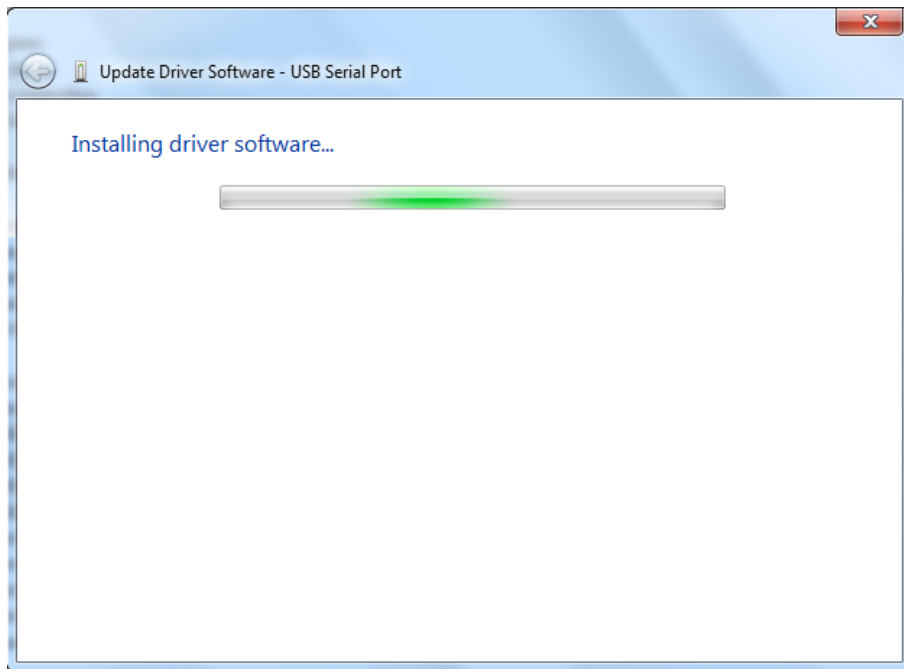 Update Driver Software - USB Serial Port
Installing driver software...